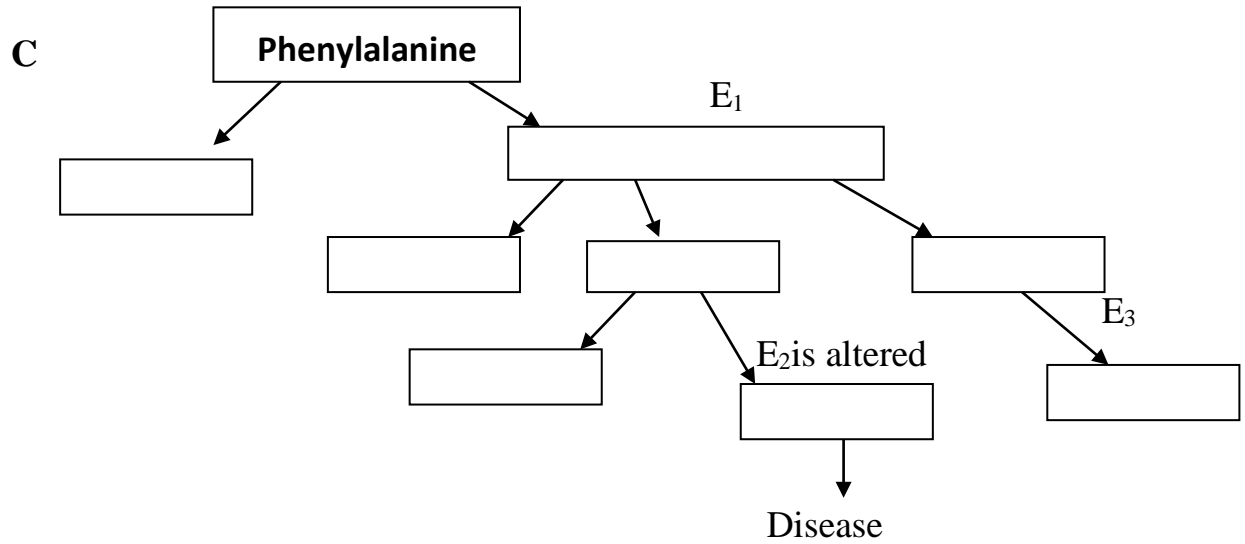 C
Phenylalanine
E₁
E₃
E₂is altered
Disease